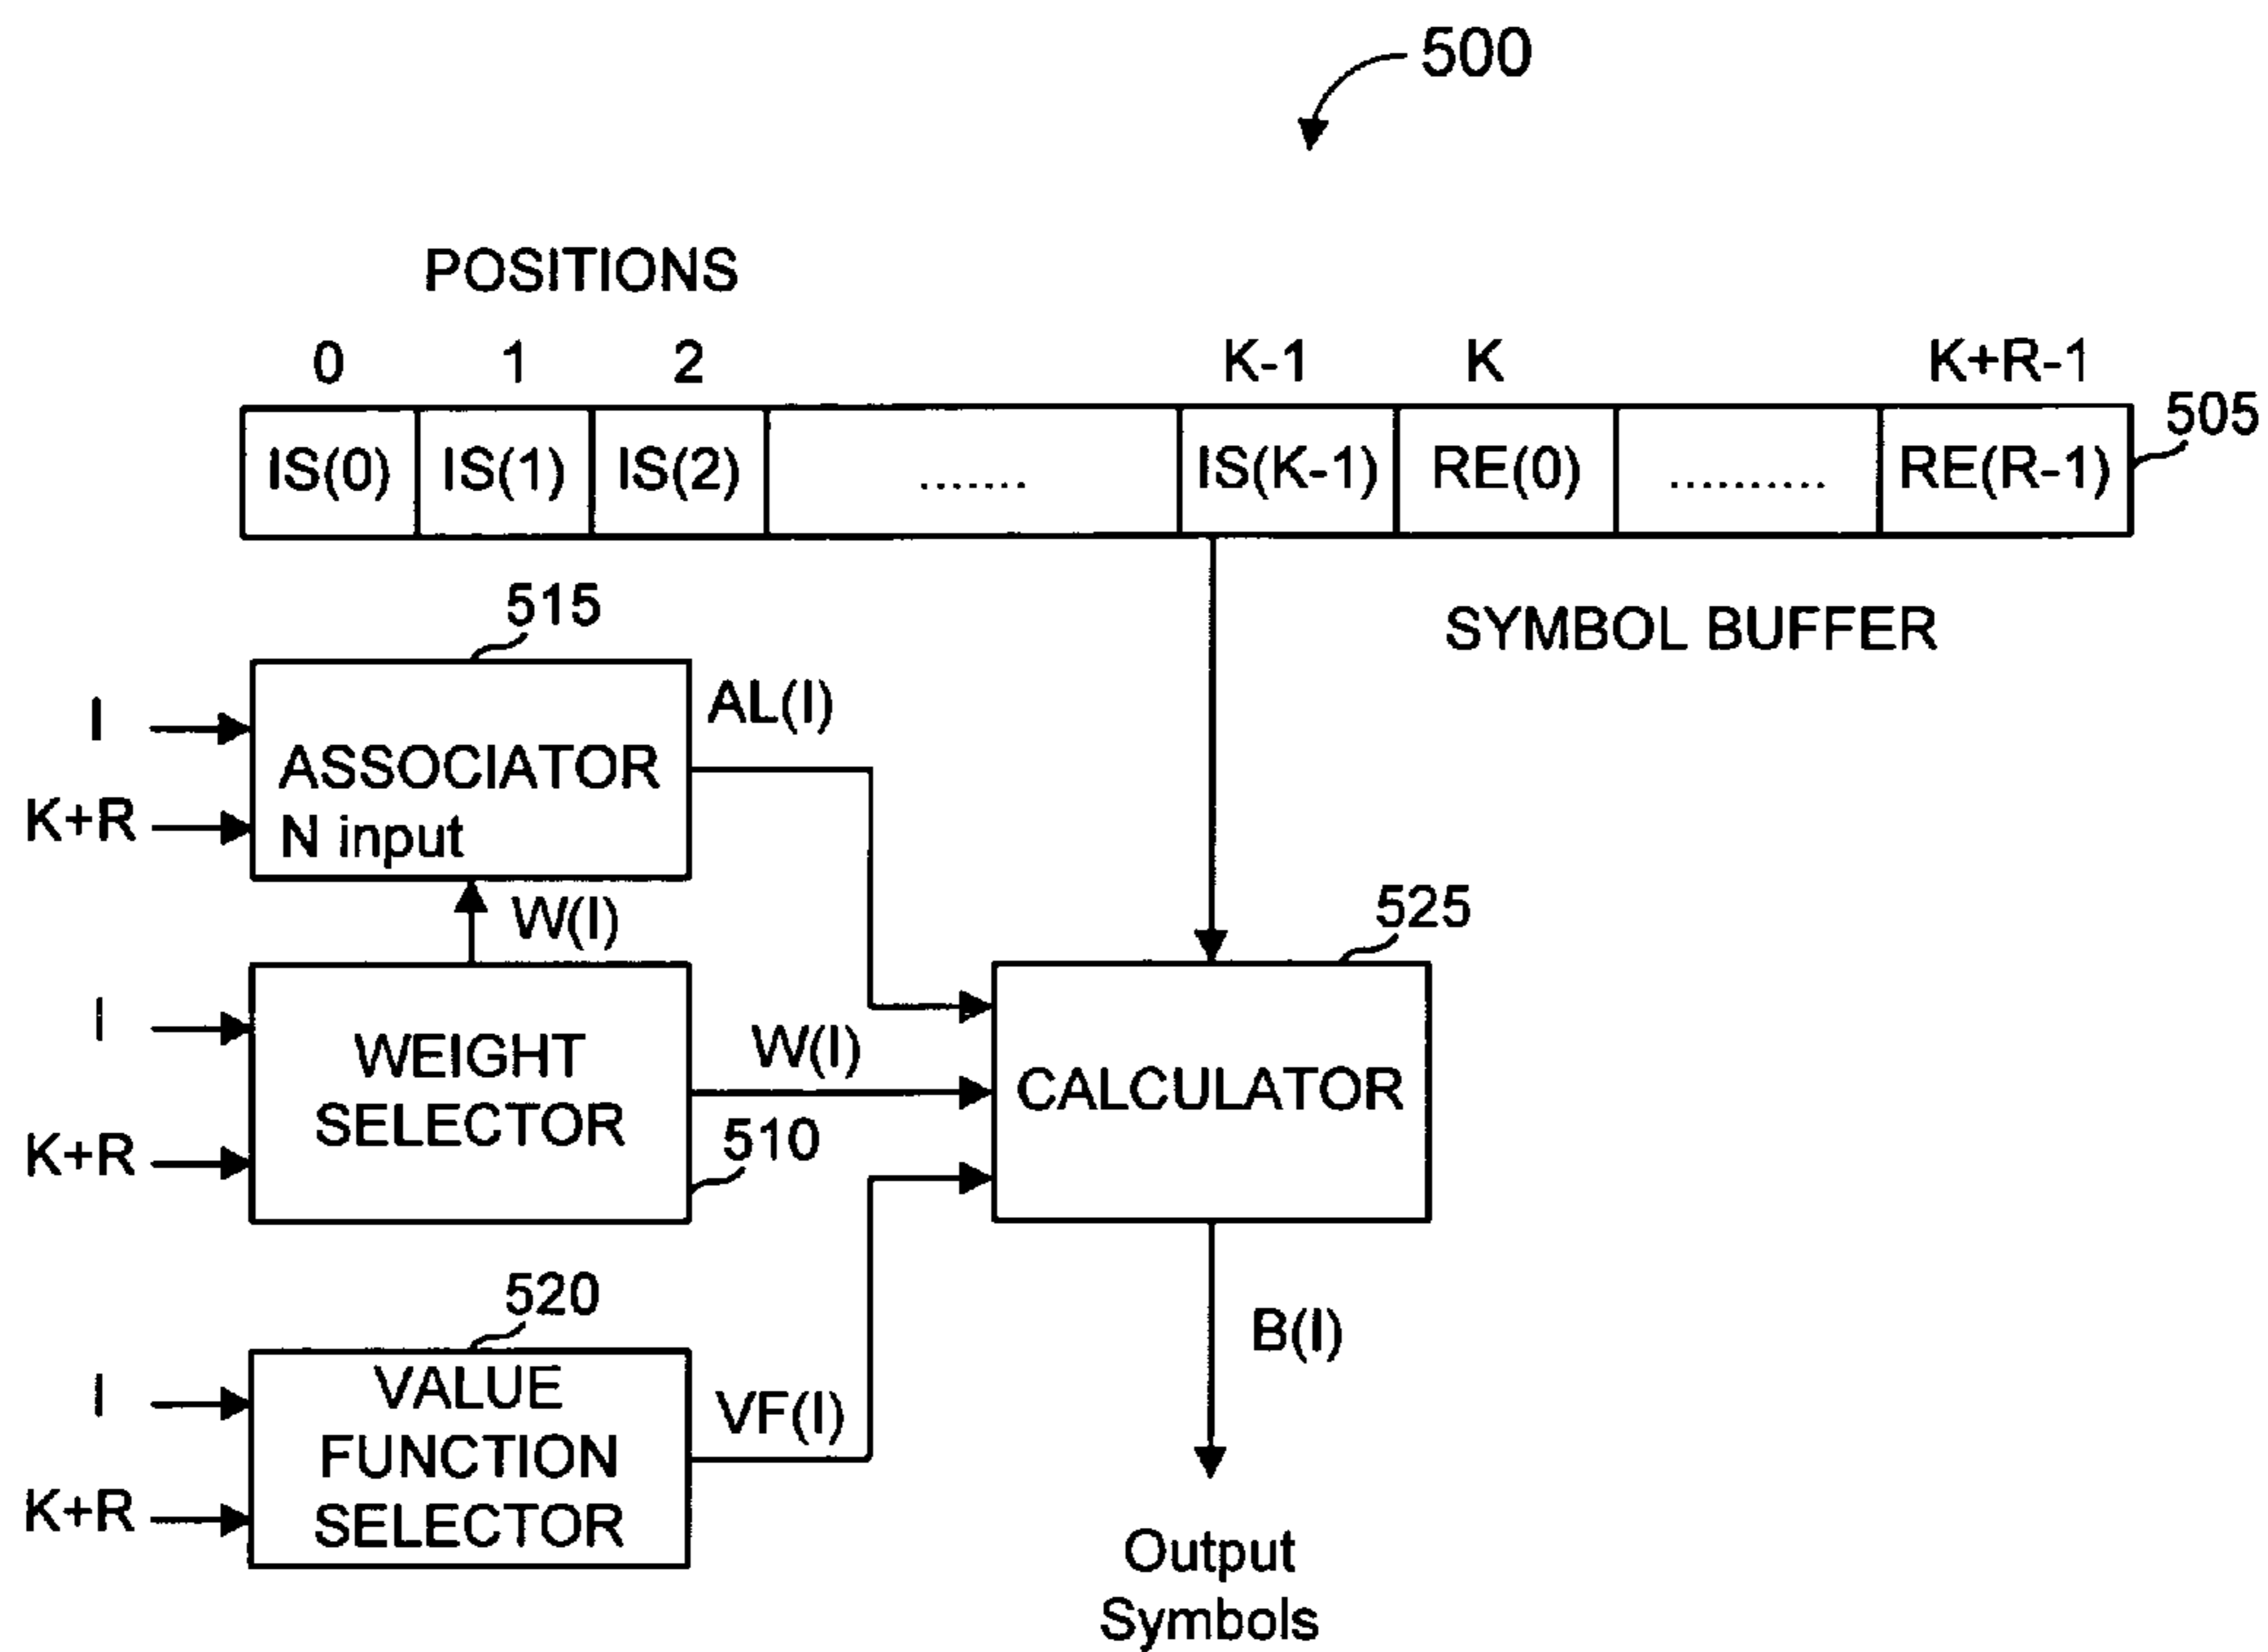 500
POSITIONS
0 1 2 K-1 K K+R-1
IS(0) IS(1) IS(2) ....... IS(K-1) RE(0) ........... RE(R-1)
505
SYMBOL BUFFER
515
I
K+R
ASSOCIATOR
N input
AL(I)
W(I)
525
I
K+R
WEIGHT
SELECTOR
W(I)
510
CALCULATOR
520
I
K+R
VALUE
FUNCTION
SELECTOR
VF(I)
B(I)
Output
Symbols